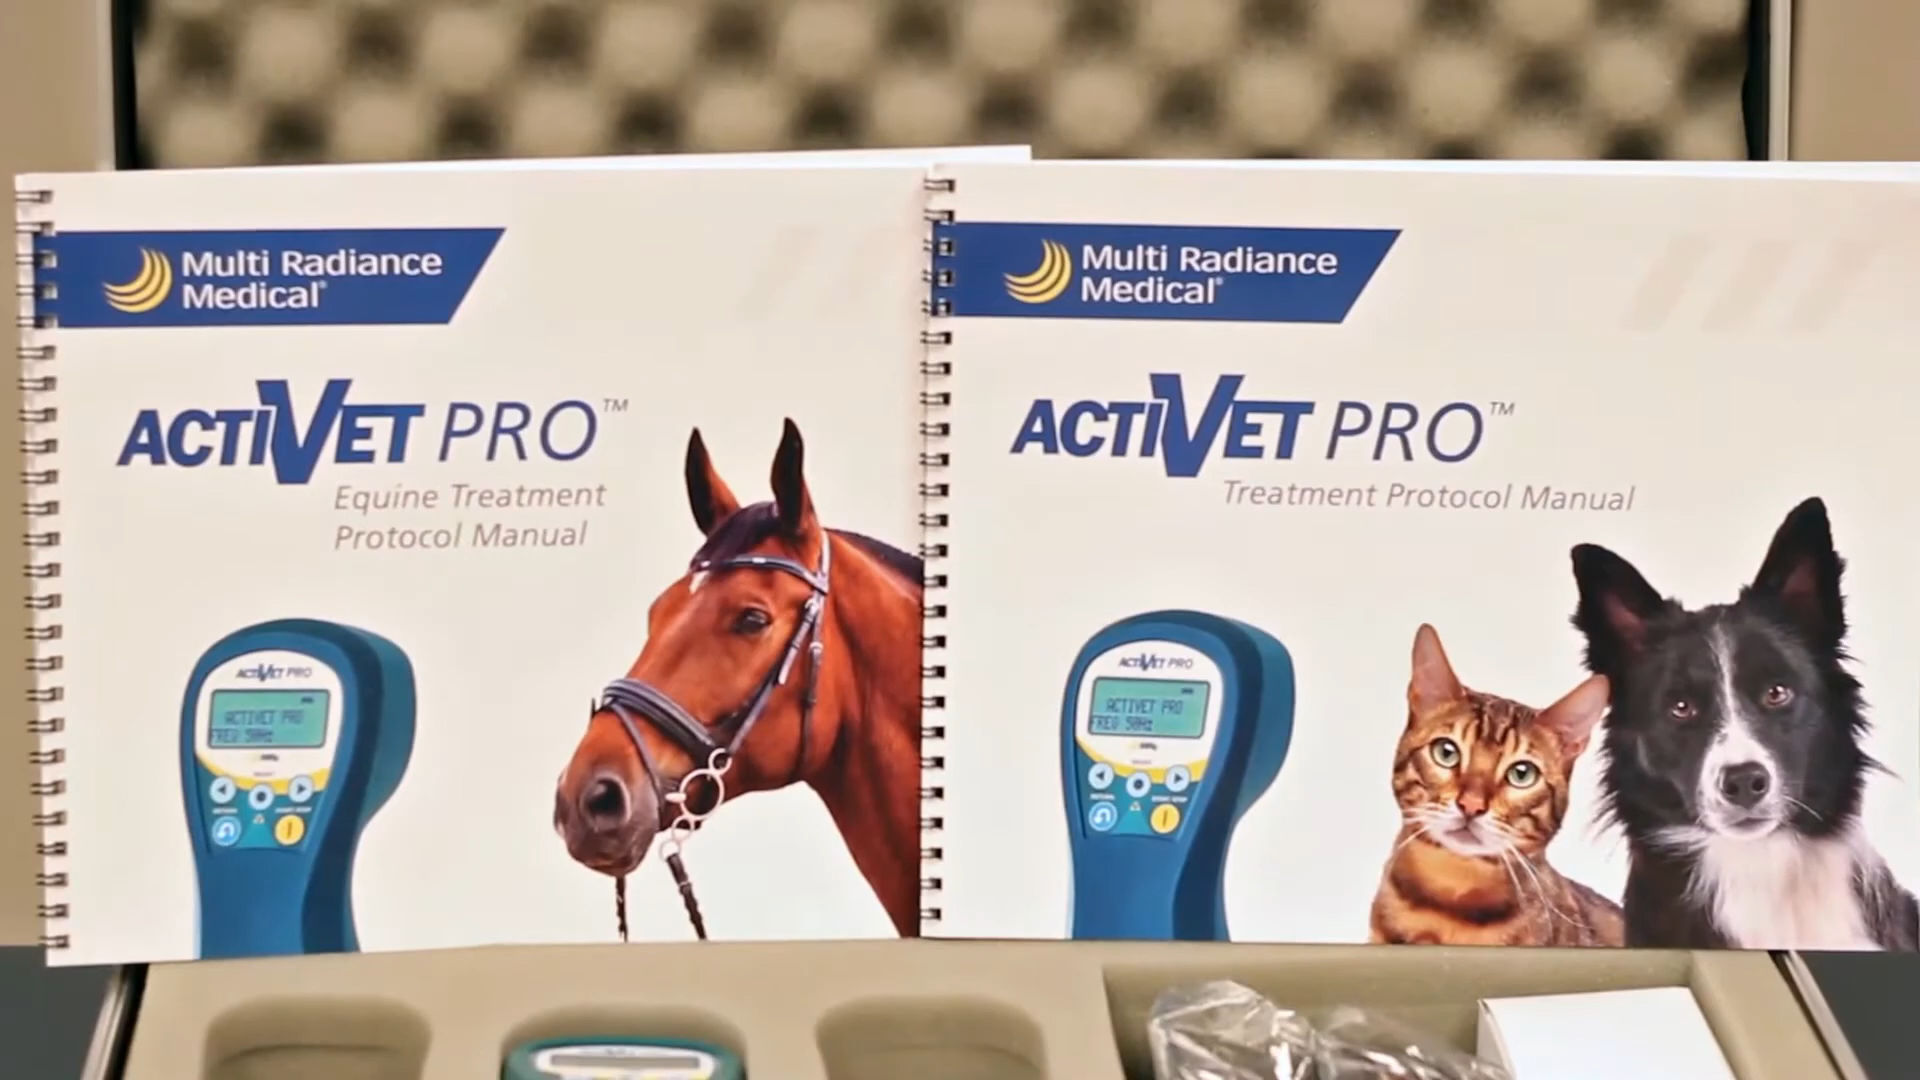 Multi Radiance
Medical®
ACTIVET PRO™
Equine Treatment
Protocol Manual
ACTIVET PRO
ACTIVET PRO
FREQ 50Hz
Multi Radiance
Medical®
ACTIVET PRO™
Treatment Protocol Manual
ACTIVET PRO
ACTIVET PRO
FREQ 50Hz